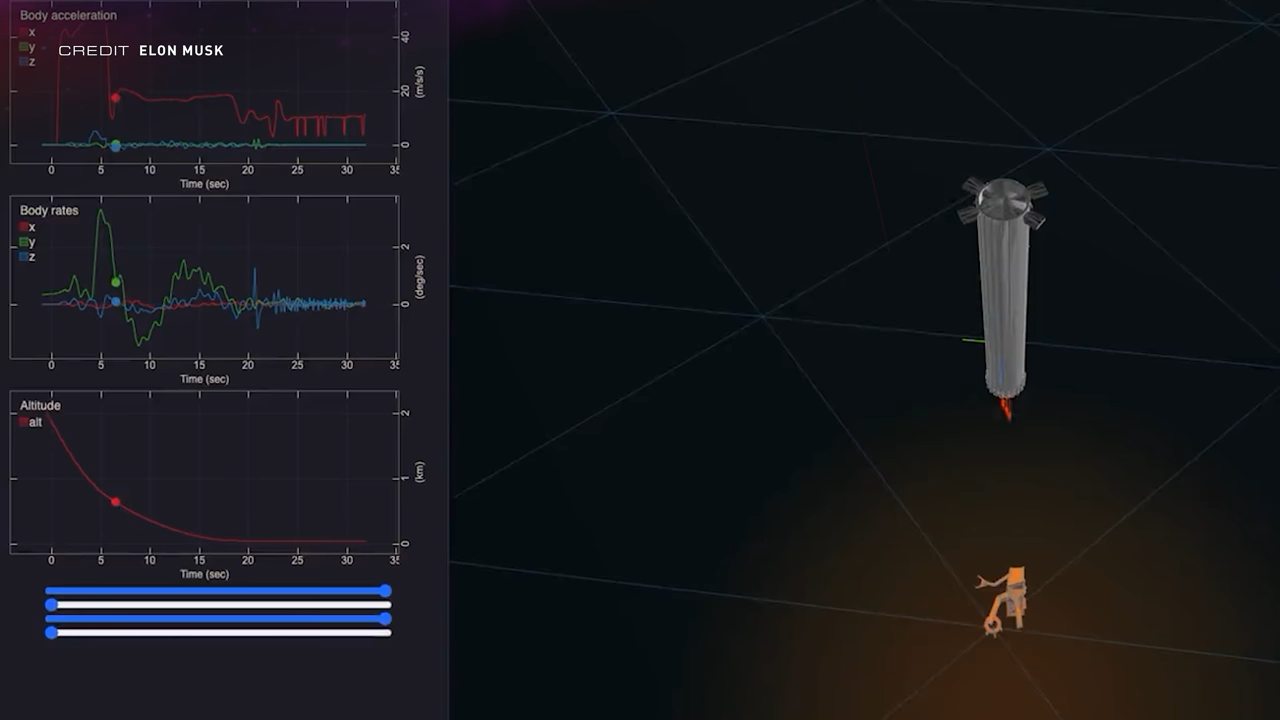 Body acceleration
x
y
z
CREDIT ELON MUSK
40
20
0
(m/s/s)
0 5 10 15 20 25 30 35
Time (sec)
Body rates
x
y
z
2
0
(deg/sec)
0 5 10 15 20 25 30 35
Time (sec)
Altitude
alt
2
1
0
(km)
0 5 10 15 20 25 30 35
Time (sec)